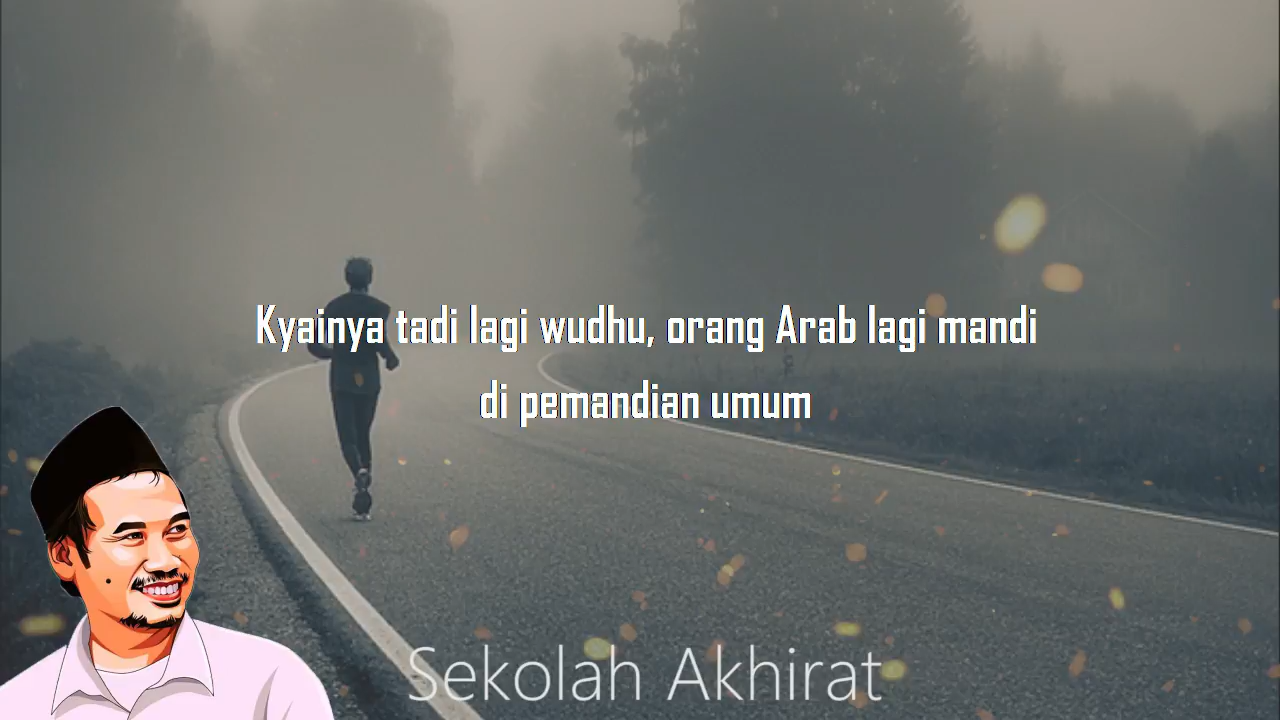 Kyainya tadi lagi wudhu, orang Arab lagi mandi
di pemandian umum
Sekolah Akhirat